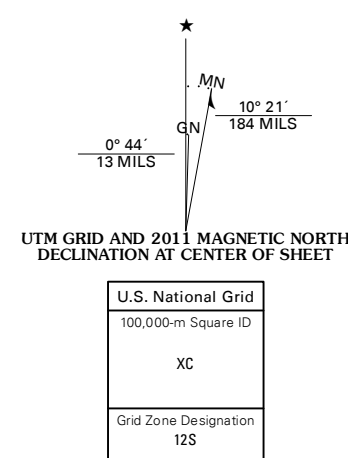 MN
GN
10° 21´
184 MILS
0° 44´
13 MILS
UTM GRID AND 2011 MAGNETIC NORTH
DECLINATION AT CENTER OF SHEET
U.S. National Grid
100,000-m Square ID
XC
Grid Zone Designation
12S